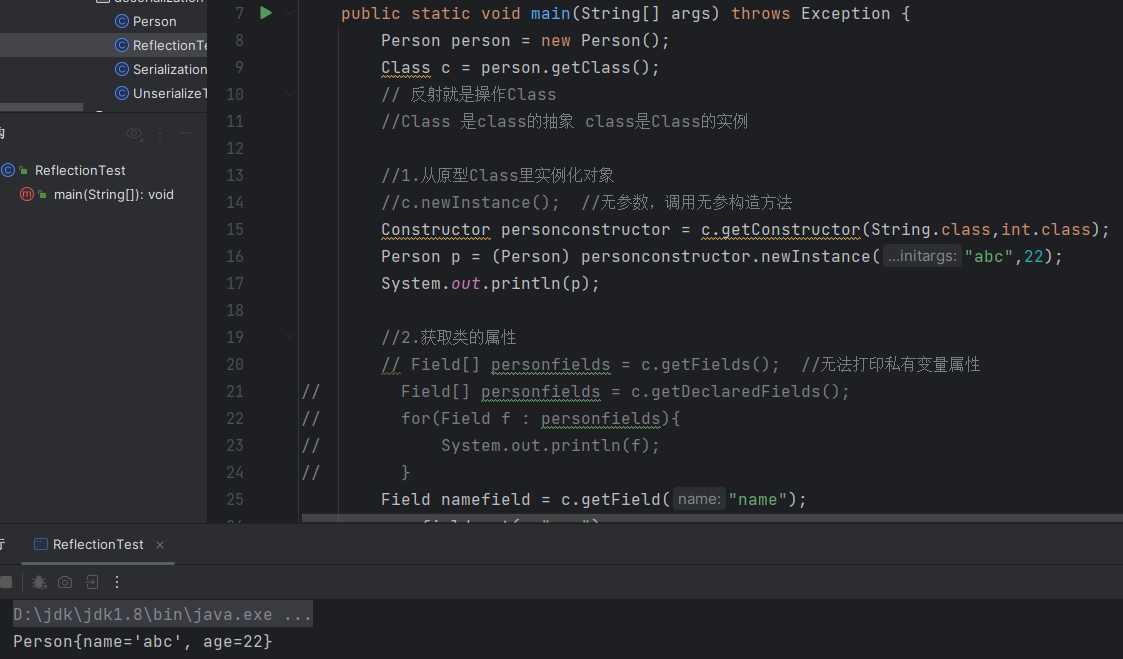 deserialization
Person
ReflectionTe
Serialization
UnserializeT
构
ReflectionTest
main(String[]): void
7 public static void main(String[] args) throws Exception {
8 Person person = new Person();
9 Class c = person.getClass();
10 // 反射就是操作Class
11 //Class 是class的抽象 class是Class的实例
12
13 //1.从原型Class里实例化对象
14 //c.newInstance();  //无参数，调用无参构造方法
15 Constructor personconstructor = c.getConstructor(String.class,int.class);
16 Person p = (Person) personconstructor.newInstance( ...initargs: "abc",22);
17 System.out.println(p);
18
19 //2.获取类的属性
20 // Field[] personfields = c.getFields();  //无法打印私有变量属性
21 // Field[] personfields = c.getDeclaredFields();
22 // for(Field f : personfields){
23 // System.out.println(f);
24 // }
25 Field namefield = c.getField( name: "name");
行
ReflectionTest
D:\jdk\jdk1.8\bin\java.exe ...
Person{name='abc', age=22}